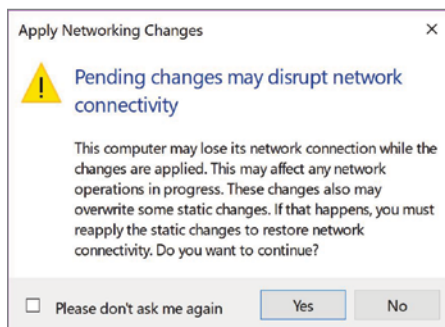 Apply Networking Changes
Pending changes may disrupt network
connectivity
This computer may lose its network connection while the
changes are applied. This may affect any network
operations in progress. These changes also may
overwrite some static changes. If that happens, you must
reapply the static changes to restore network
connectivity. Do you want to continue?
Please don't ask me again
Yes
No